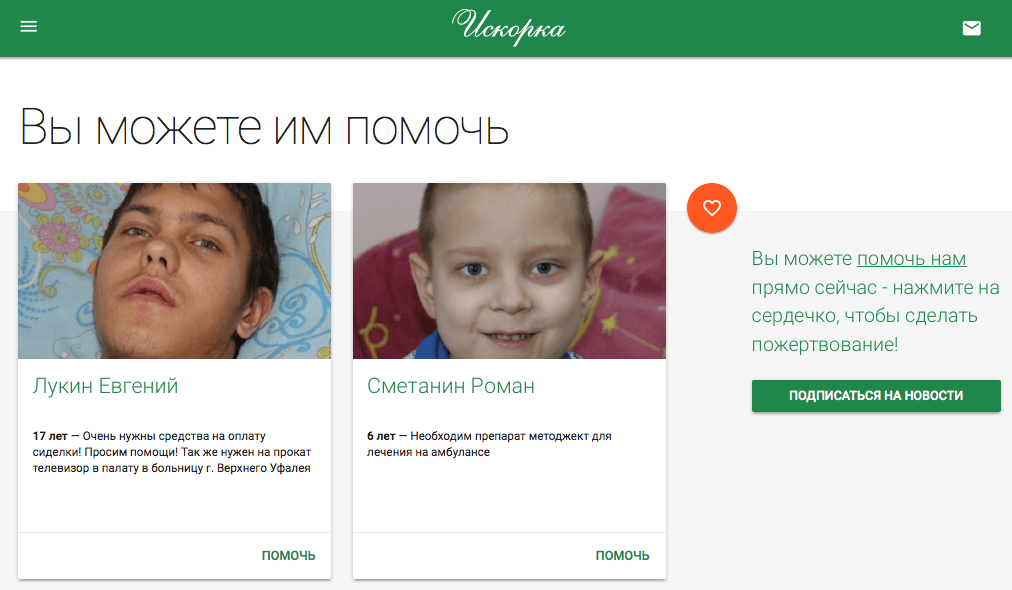 Искорка
Вы можете им помочь
Лукин Евгений
17 лет — Очень нужны средства на оплату
сиделки! Просим помощи! Так же нужен на прокат
телевизор в палату в больницу г. Верхнего Уфалея
ПОМОЧЬ
Сметанин Роман
6 лет — Необходим препарат методжект для
лечения на амбулансе
ПОМОЧЬ
Вы можете помочь нам
прямо сейчас - нажмите на
сердечко, чтобы сделать
пожертвование!
ПОДПИСАТЬСЯ НА НОВОСТИ